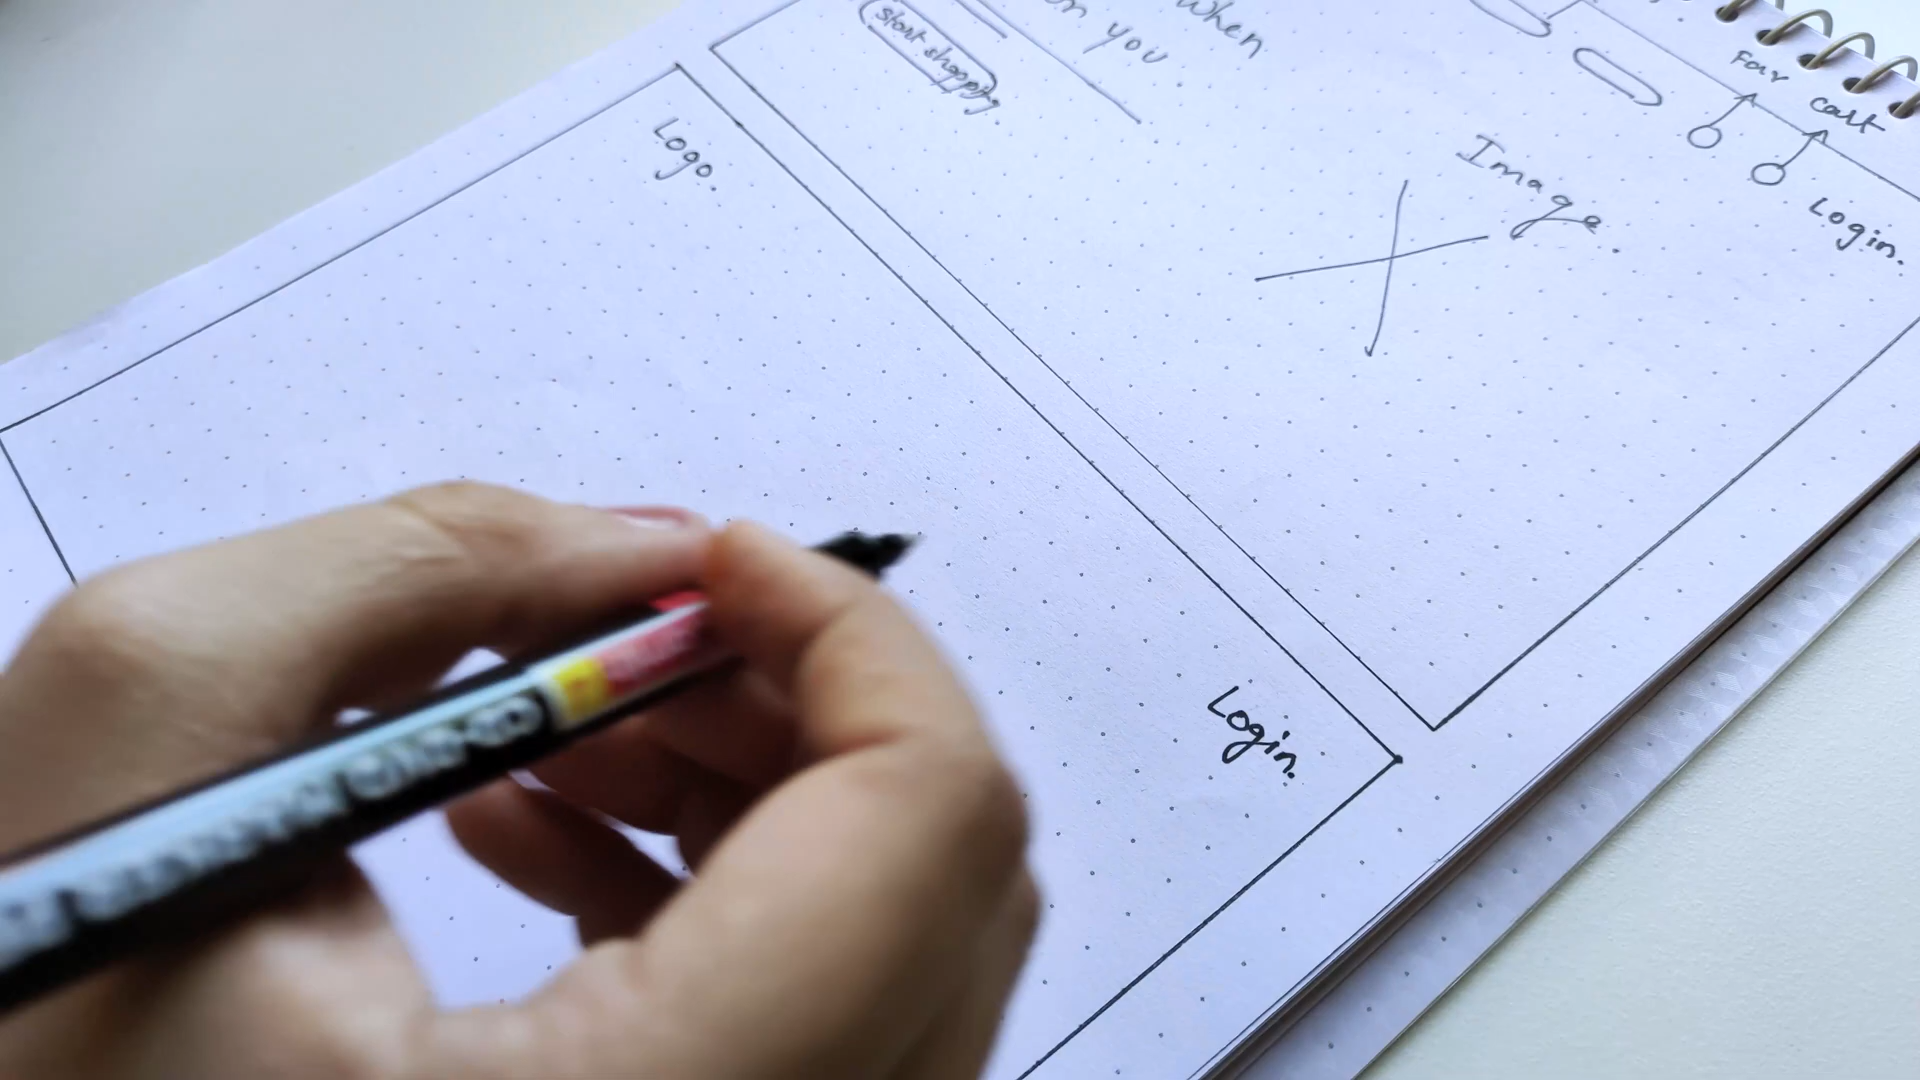 when
on you
start shopping
Image.
Fav
cart
Login.
Logo.
Login.